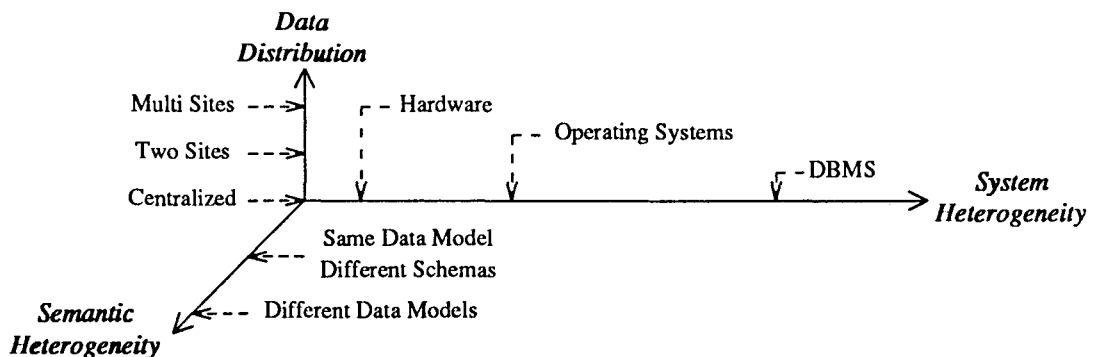 Data
Distribution
Multi Sites
Hardware
Two Sites
Operating Systems
Centralized
DBMS
System
Heterogeneity
Same Data Model
Different Schemas
Different Data Models
Semantic
Heterogeneity